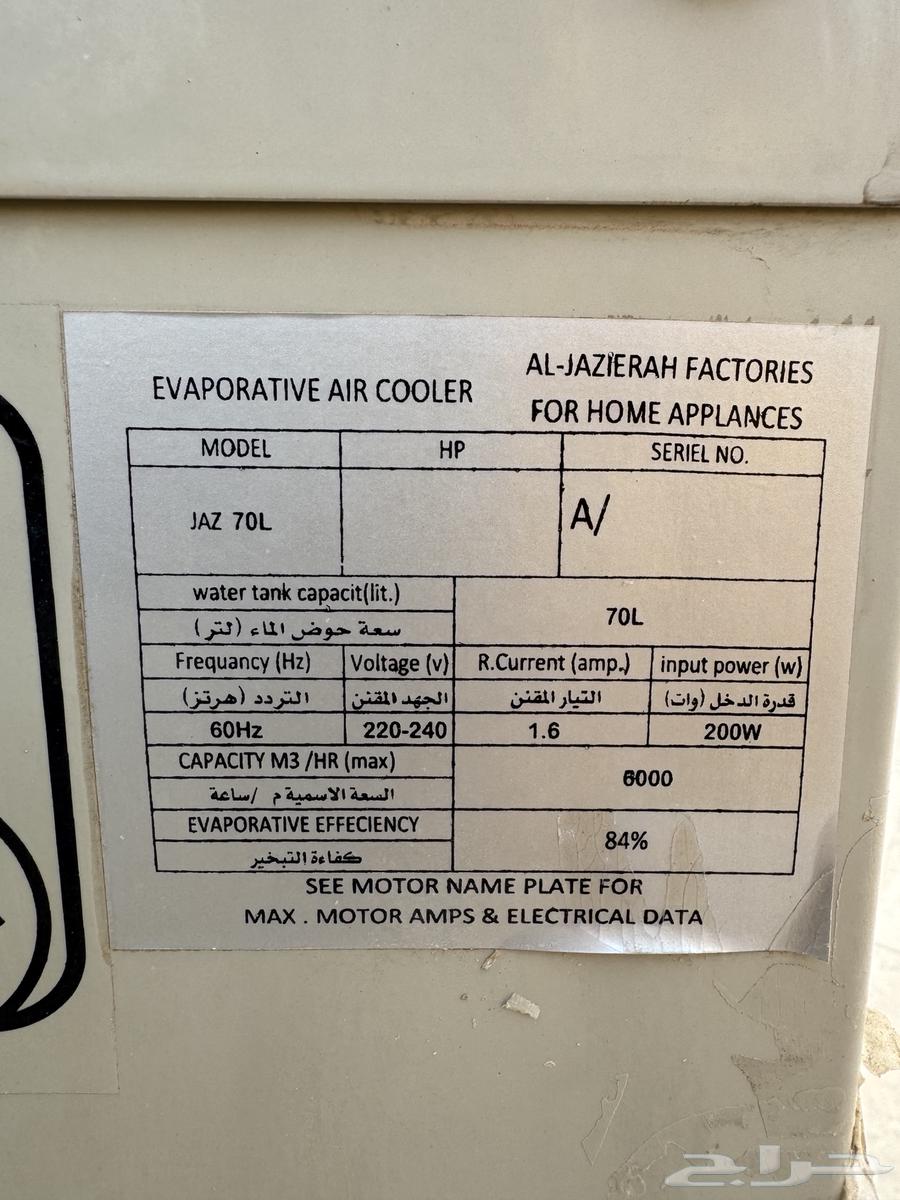 EVAPORATIVE AIR COOLER
AL-JAZIERAH FACTORIES
FOR HOME APPLANCES
MODEL HP SERIEL NO.
JAZ 70L A/
water tank capacit(lit.) 70L
سعة حوض الماء (لتر)
Frequancy (Hz) Voltage (v) R.Current (amp.) input power (w)
التردد (هرتز) الجهد المقنن التيار المقنن قدرة الدخل (وات)
60Hz 220-240 1.6 200W
CAPACITY M3 /HR (max) 6000
السعة الاسمية م /ساعة
EVAPORATIVE EFFECIENCY 84%
كفاءة التبخير
SEE MOTOR NAME PLATE FOR
MAX . MOTOR AMPS & ELECTRICAL DATA
حراج